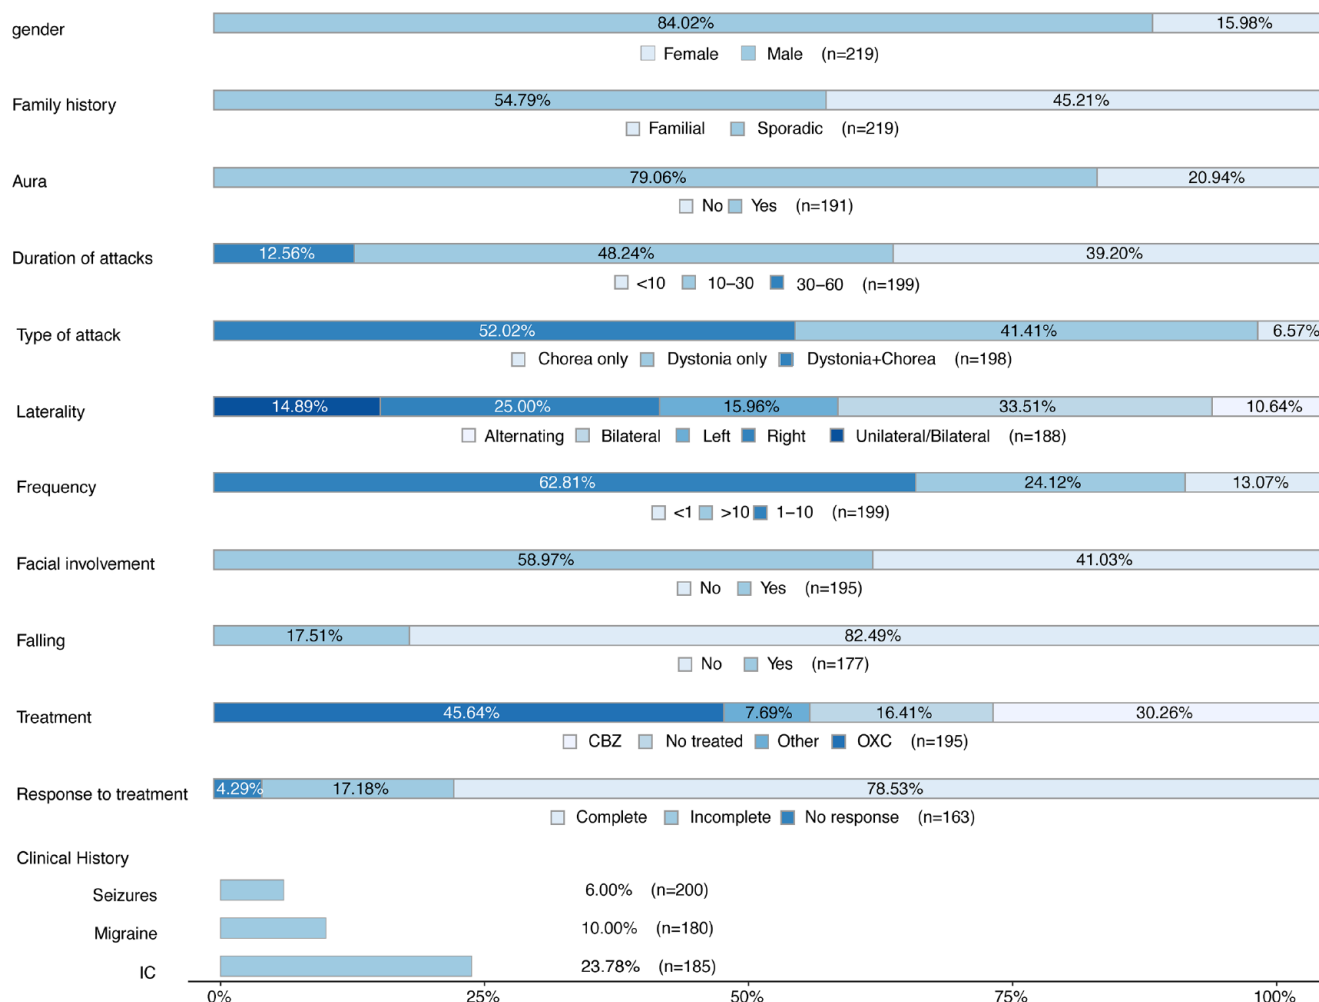 gender 84.02% 15.98%
Female Male (n=219)
Family history 54.79% 45.21%
Familial Sporadic (n=219)
Aura 79.06% 20.94%
No Yes (n=191)
Duration of attacks 12.56% 48.24% 39.20%
<10 10–30 30–60 (n=199)
Type of attack 52.02% 41.41% 6.57%
Chorea only Dystonia only Dystonia+Chorea (n=198)
Laterality 14.89% 25.00% 15.96% 33.51% 10.64%
Alternating Bilateral Left Right Unilateral/Bilateral (n=188)
Frequency 62.81% 24.12% 13.07%
<1 >10 1–10 (n=199)
Facial involvement 58.97% 41.03%
No Yes (n=195)
Falling 17.51% 82.49%
No Yes (n=177)
Treatment 45.64% 7.69% 16.41% 30.26%
CBZ No treated Other OXC (n=195)
Response to treatment 4.29% 17.18% 78.53%
Complete Incomplete No response (n=163)
Clinical History
Seizures 6.00% (n=200)
Migraine 10.00% (n=180)
IC 23.78% (n=185)
0% 25% 50% 75% 100%